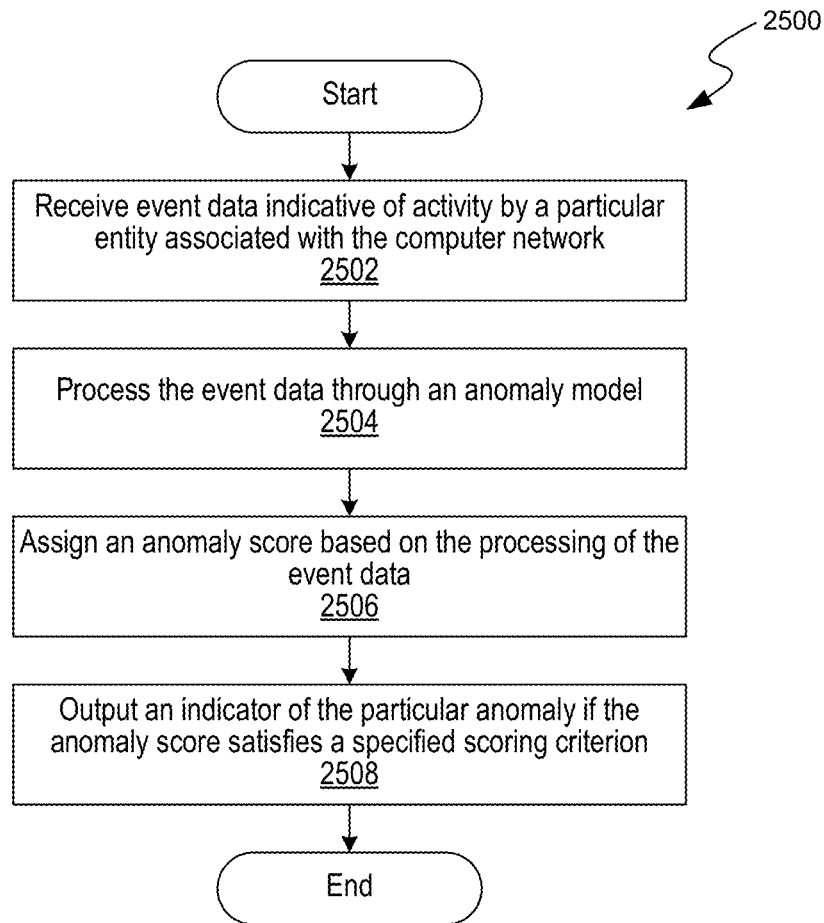 2500
Start
Receive event data indicative of activity by a particular
entity associated with the computer network
2502
Process the event data through an anomaly model
2504
Assign an anomaly score based on the processing of the
event data
2506
Output an indicator of the particular anomaly if the
anomaly score satisfies a specified scoring criterion
2508
End